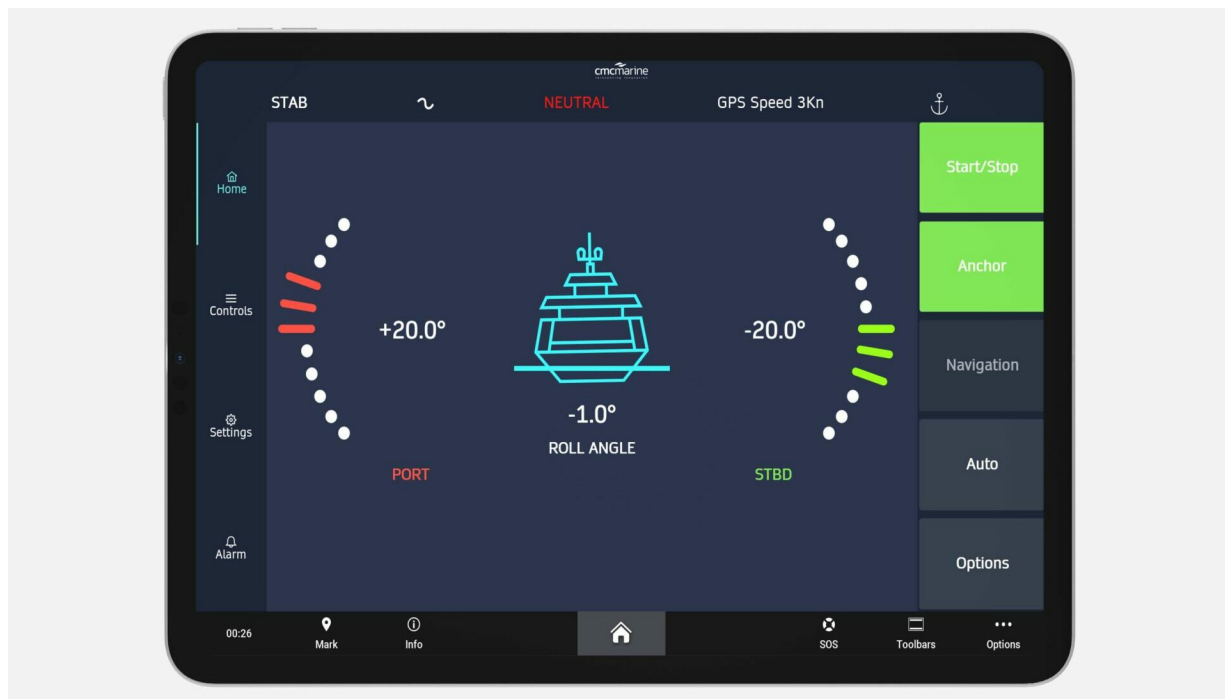 cmcmarine
STAB
NEUTRAL
GPS Speed 3Kn
Home
Controls
Settings
Alarm
+20.0°
-20.0°
-1.0°
ROLL ANGLE
PORT
STBD
Start/Stop
Anchor
Navigation
Auto
Options
00:26
Mark
Info
SOS
Toolbars
Options